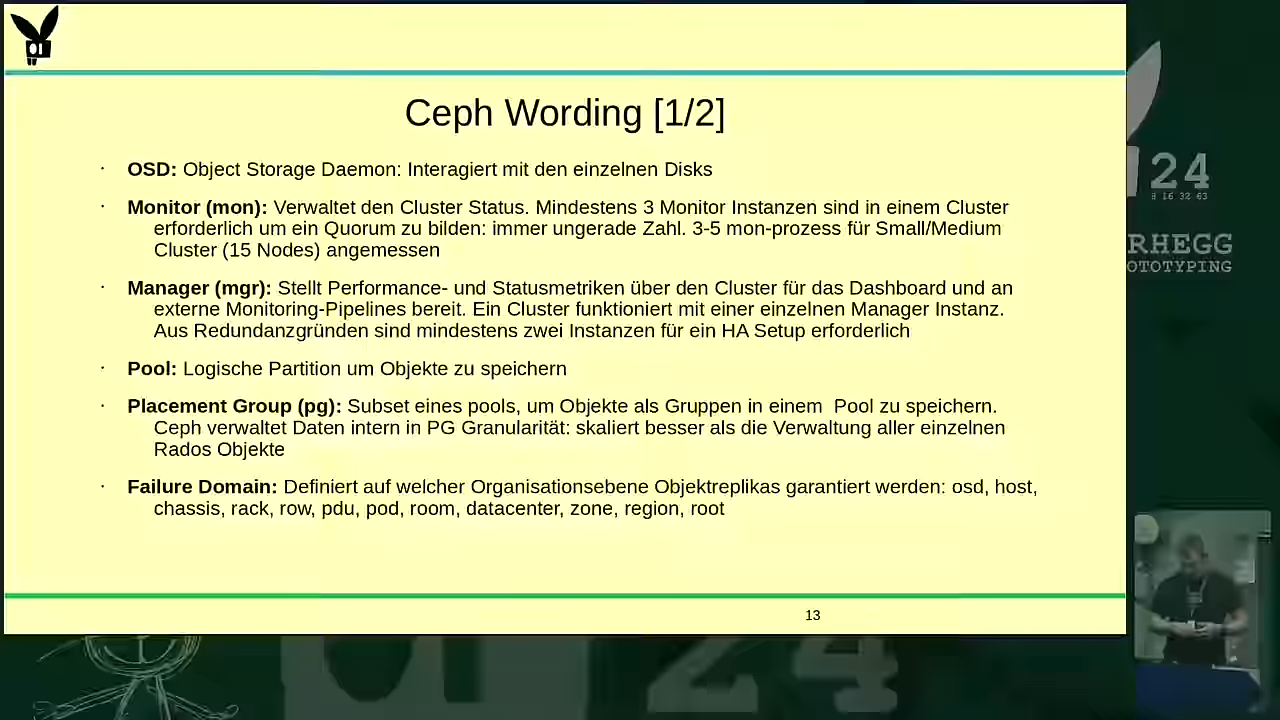 Ceph Wording [1/2]
· OSD: Object Storage Daemon: Interagiert mit den einzelnen Disks
· Monitor (mon): Verwaltet den Cluster Status. Mindestens 3 Monitor Instanzen sind in einem Cluster
erforderlich um ein Quorum zu bilden: immer ungerade Zahl. 3-5 mon-prozess für Small/Medium
Cluster (15 Nodes) angemessen
· Manager (mgr): Stellt Performance- und Statusmetriken über den Cluster für das Dashboard und an
externe Monitoring-Pipelines bereit. Ein Cluster funktioniert mit einer einzelnen Manager Instanz.
Aus Redundanzgründen sind mindestens zwei Instanzen für ein HA Setup erforderlich
· Pool: Logische Partition um Objekte zu speichern
· Placement Group (pg): Subset eines pools, um Objekte als Gruppen in einem  Pool zu speichern.
Ceph verwaltet Daten intern in PG Granularität: skaliert besser als die Verwaltung aller einzelnen
Rados Objekte
· Failure Domain: Definiert auf welcher Organisationsebene Objektreplikas garantiert werden: osd, host,
chassis, rack, row, pdu, pod, room, datacenter, zone, region, root
13
24
RHEGG
OTOTYPING
24